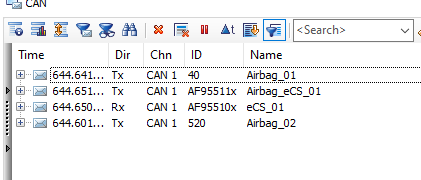 CAN
Δt
<Search>
Time Dir Chn ID Name
644.641... Tx CAN 1 40 Airbag_01
644.651... Tx CAN 1 AF95511x Airbag_eCS_01
644.650... Rx CAN 1 AF95510x eCS_01
644.601... Tx CAN 1 520 Airbag_02